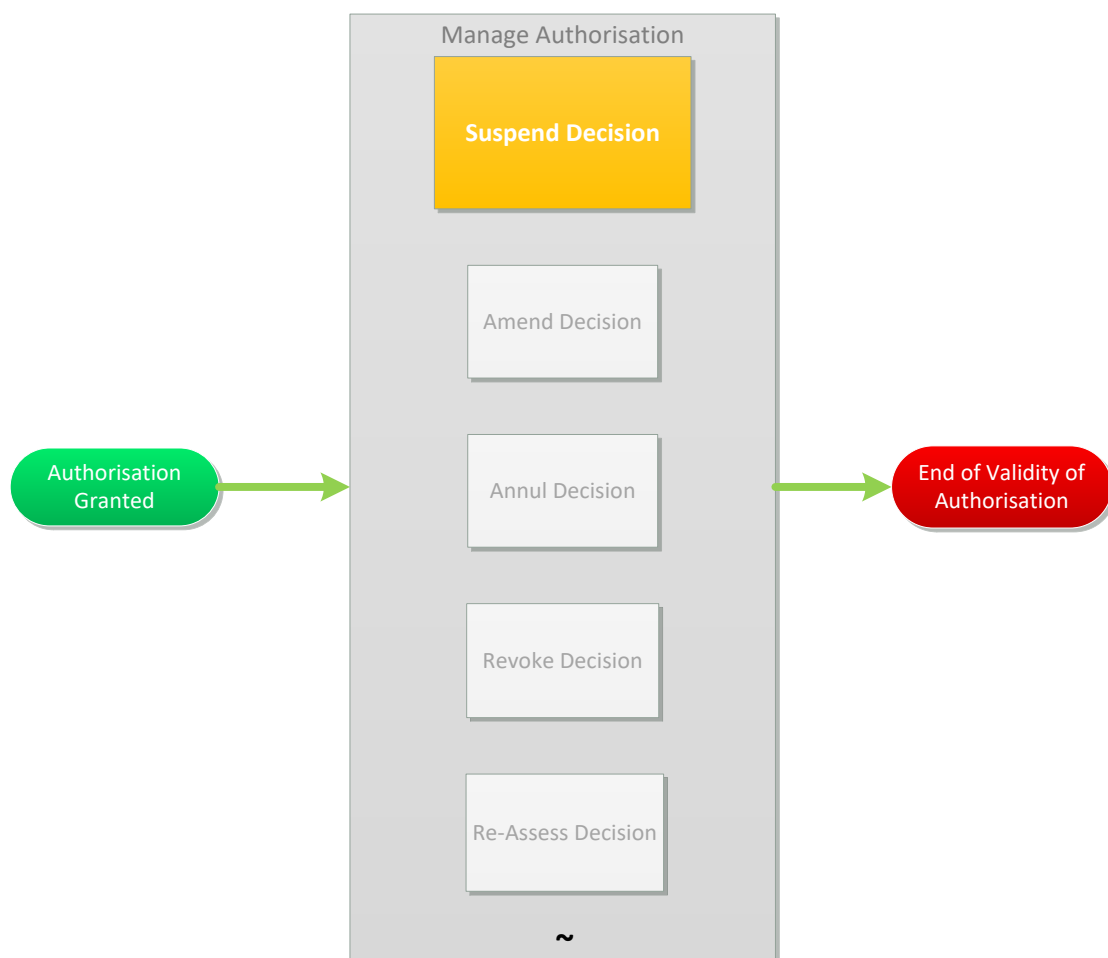 Manage Authorisation
Suspend Decision
Amend Decision
Authorisation
Granted
Annul Decision
End of Validity of
Authorisation
Revoke Decision
Re-Assess Decision
~